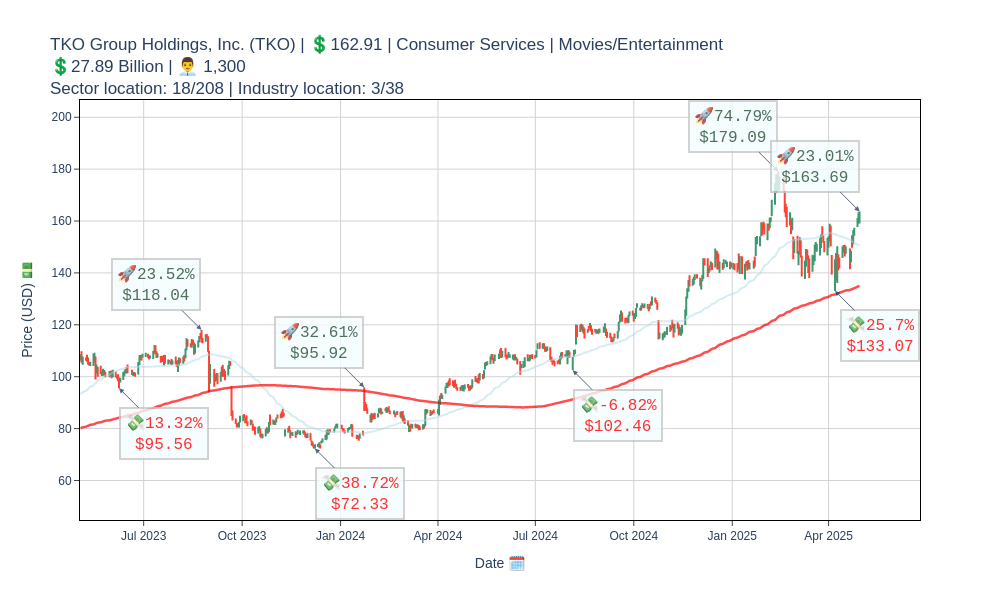 TKO Group Holdings, Inc. (TKO) | 💲162.91 | Consumer Services | Movies/Entertainment
💲27.89 Billion | 👨‍💼 1,300
Sector location: 18/208 | Industry location: 3/38
🚀74.79%
$179.09
🚀23.01%
$163.69
🚀23.52%
$118.04
🚀32.61%
$95.92
💸25.7%
$133.07
💸-6.82%
$102.46
💸13.32%
$95.56
💸38.72%
$72.33
200
180
160
140
120
100
80
60
Price (USD) 💵
Jul 2023
Oct 2023
Jan 2024
Apr 2024
Jul 2024
Oct 2024
Jan 2025
Apr 2025
Date 🗓️